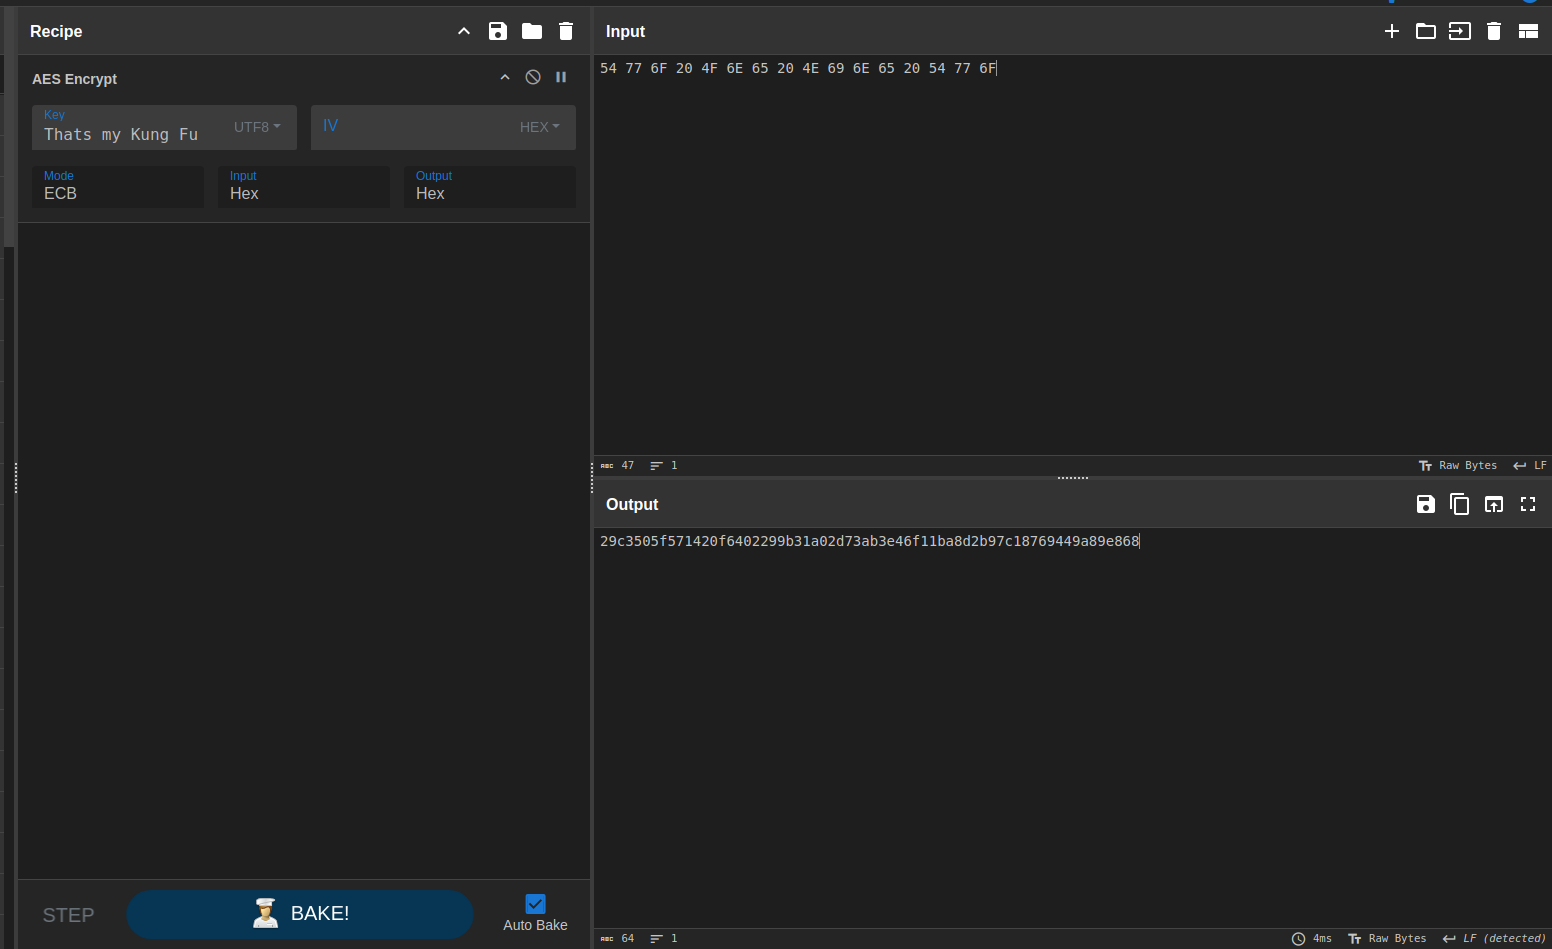 Recipe
AES Encrypt
Key
Thats my Kung Fu
UTF8
IV
HEX
Mode
ECB
Input
Hex
Output
Hex
STEP
BAKE!
Auto Bake
Input
54 77 6F 20 4F 6E 65 20 4E 69 6E 65 20 54 77 6F
ABC 47
1
Raw Bytes
LF
Output
29c3505f571420f6402299b31a02d73ab3e46f11ba8d2b97c18769449a89e868
ABC 64
1
4ms
Raw Bytes
LF (detected)